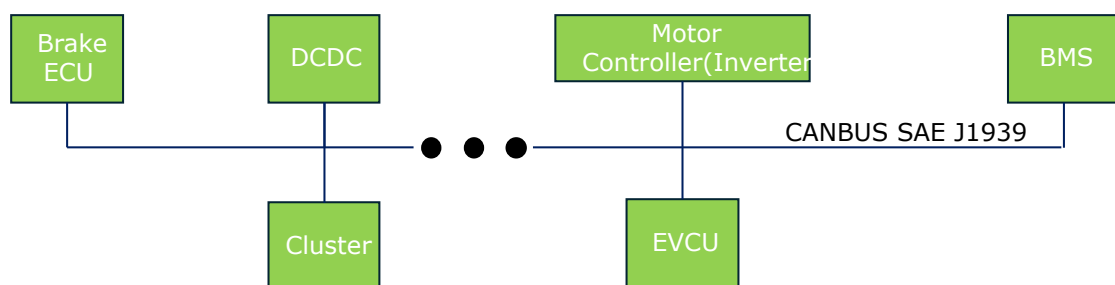 Brake
ECU
DCDC
Motor
Controller(Inverter
BMS
CANBUS SAE J1939
Cluster
EVCU